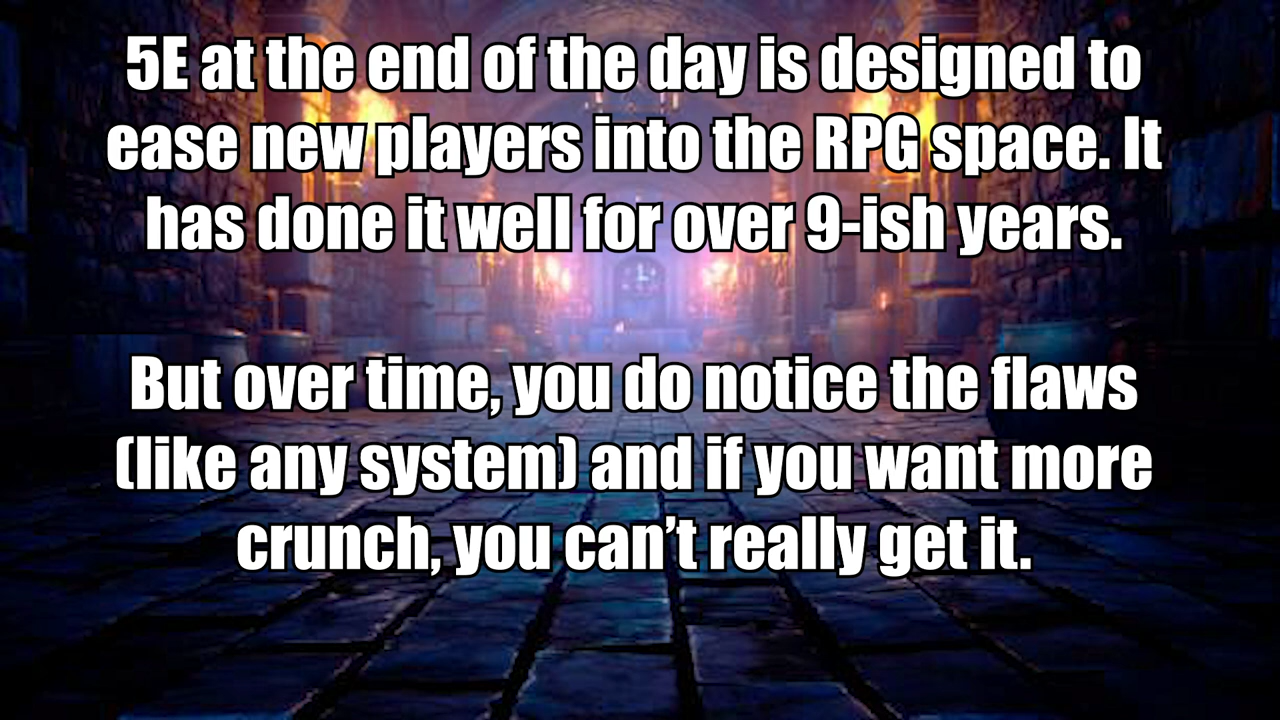 5E at the end of the day is designed to
ease new players into the RPG space. It
has done it well for over 9-ish years.
But over time, you do notice the flaws
(like any system) and if you want more
crunch, you can’t really get it.